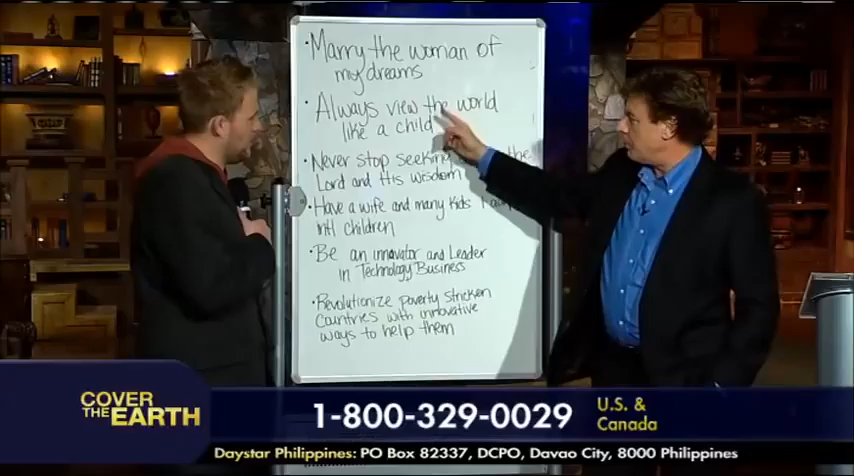 • Marry the woman of
my dreams
• Always view the world
like a child
• Never stop seeking the
Lord and His wisdom
• Have a wife and many kids I
intl children
• Be an innovator and Leader
in Technology Business
• Revolutionize poverty stricken
Countries with innovative
ways to help them
COVER
THE EARTH
1-800-329-0029
U.S. &
Canada
Daystar Philippines: PO Box 82337, DCPO, Davao City, 8000 Philippines